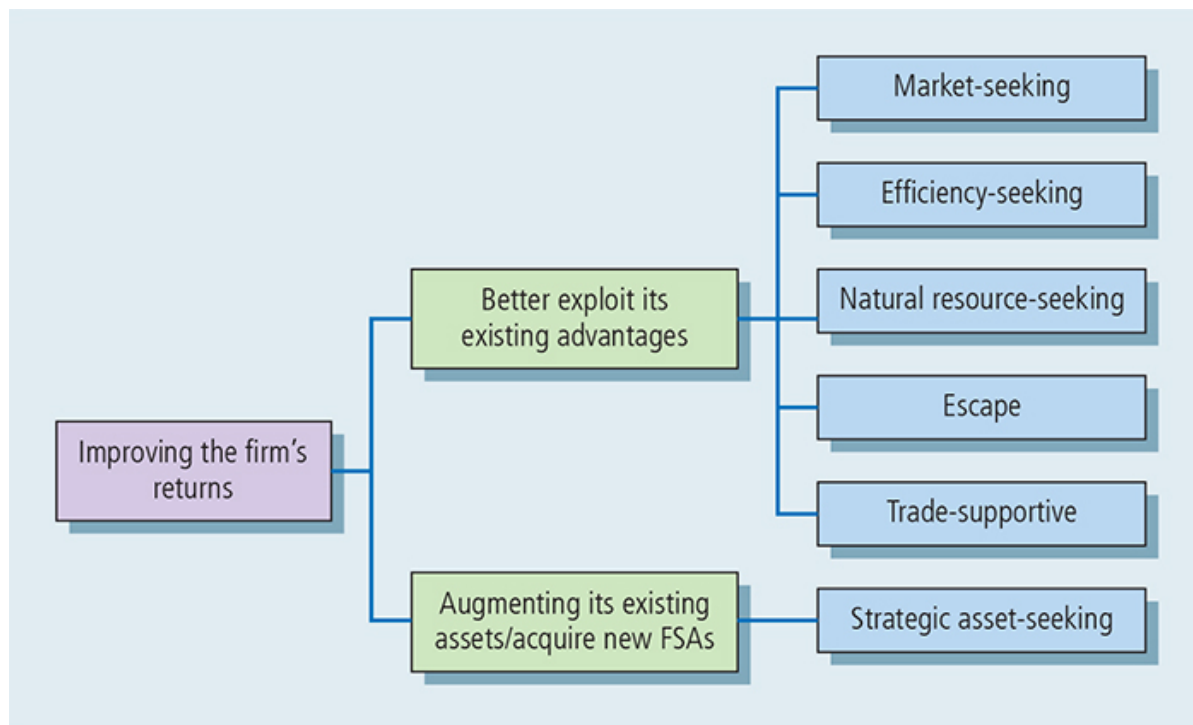 Improving the firm's
returns
Better exploit its
existing advantages
Market-seeking
Efficiency-seeking
Natural resource-seeking
Escape
Trade-supportive
Augmenting its existing
assets/acquire new FSAs
Strategic asset-seeking